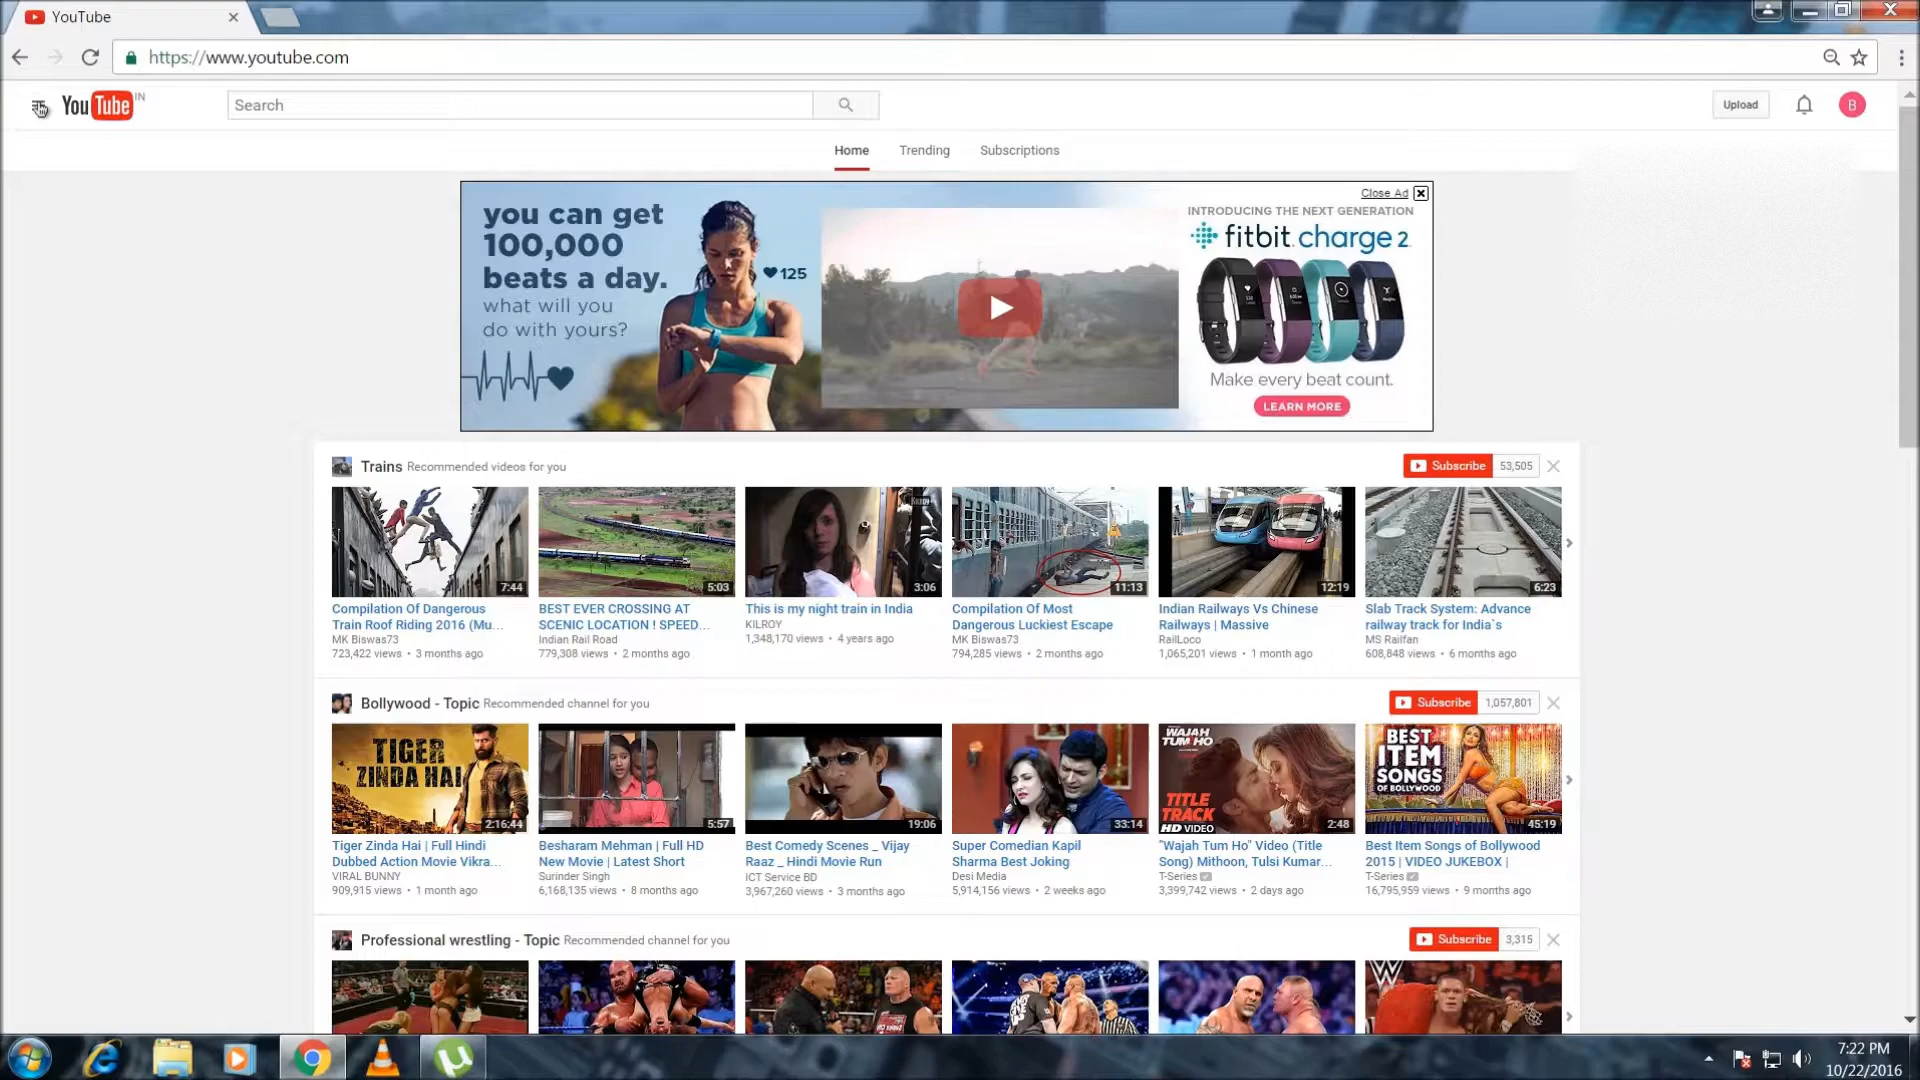 YouTube
https://www.youtube.com
YouTube IN
Search
Upload
B
Home
Trending
Subscriptions
Close Ad
you can get
100,000
beats a day.
what will you
do with yours?
125
INTRODUCING THE NEXT GENERATION
fitbit charge 2
Make every beat count.
LEARN MORE
Trains Recommended videos for you
Subscribe 53,505
7:44
5:03
KILROY
3:06
11:13
12:19
6:23
Compilation Of Dangerous
Train Roof Riding 2016 (Mu...
MK Biswas73
723,422 views • 3 months ago
BEST EVER CROSSING AT
SCENIC LOCATION ! SPEED...
Indian Rail Road
779,308 views • 2 months ago
This is my night train in India
KILROY
1,348,170 views • 4 years ago
Compilation Of Most
Dangerous Luckiest Escape
MK Biswas73
794,285 views • 2 months ago
Indian Railways Vs Chinese
Railways | Massive
RailLoco
1,065,201 views • 1 month ago
Slab Track System: Advance
railway track for India`s
MS Railfan
608,848 views • 6 months ago
Bollywood - Topic Recommended channel for you
Subscribe 1,057,801
TIGER
ZINDA HAI
2:16:44
5:57
19:06
33:14
WAJAH
TUM HO
TITLE
TRACK
HD VIDEO
2:48
BEST
ITEM
SONGS
OF BOLLYWOOD
45:19
Tiger Zinda Hai | Full Hindi
Dubbed Action Movie Vikra...
VIRAL BUNNY
909,915 views • 1 month ago
Besharam Mehman | Full HD
New Movie | Latest Short
Surinder Singh
6,168,135 views • 8 months ago
Best Comedy Scenes _ Vijay
Raaz _ Hindi Movie Run
ICT Service BD
3,967,260 views • 3 months ago
Super Comedian Kapil
Sharma Best Joking
Desi Media
5,914,156 views • 2 weeks ago
"Wajah Tum Ho" Video (Title
Song) Mithoon, Tulsi Kumar...
T-Series
3,399,742 views • 2 days ago
Best Item Songs of Bollywood
2015 | VIDEO JUKEBOX |
T-Series
16,795,959 views • 9 months ago
Professional wrestling - Topic Recommended channel for you
Subscribe 3,315
7:22 PM
10/22/2016